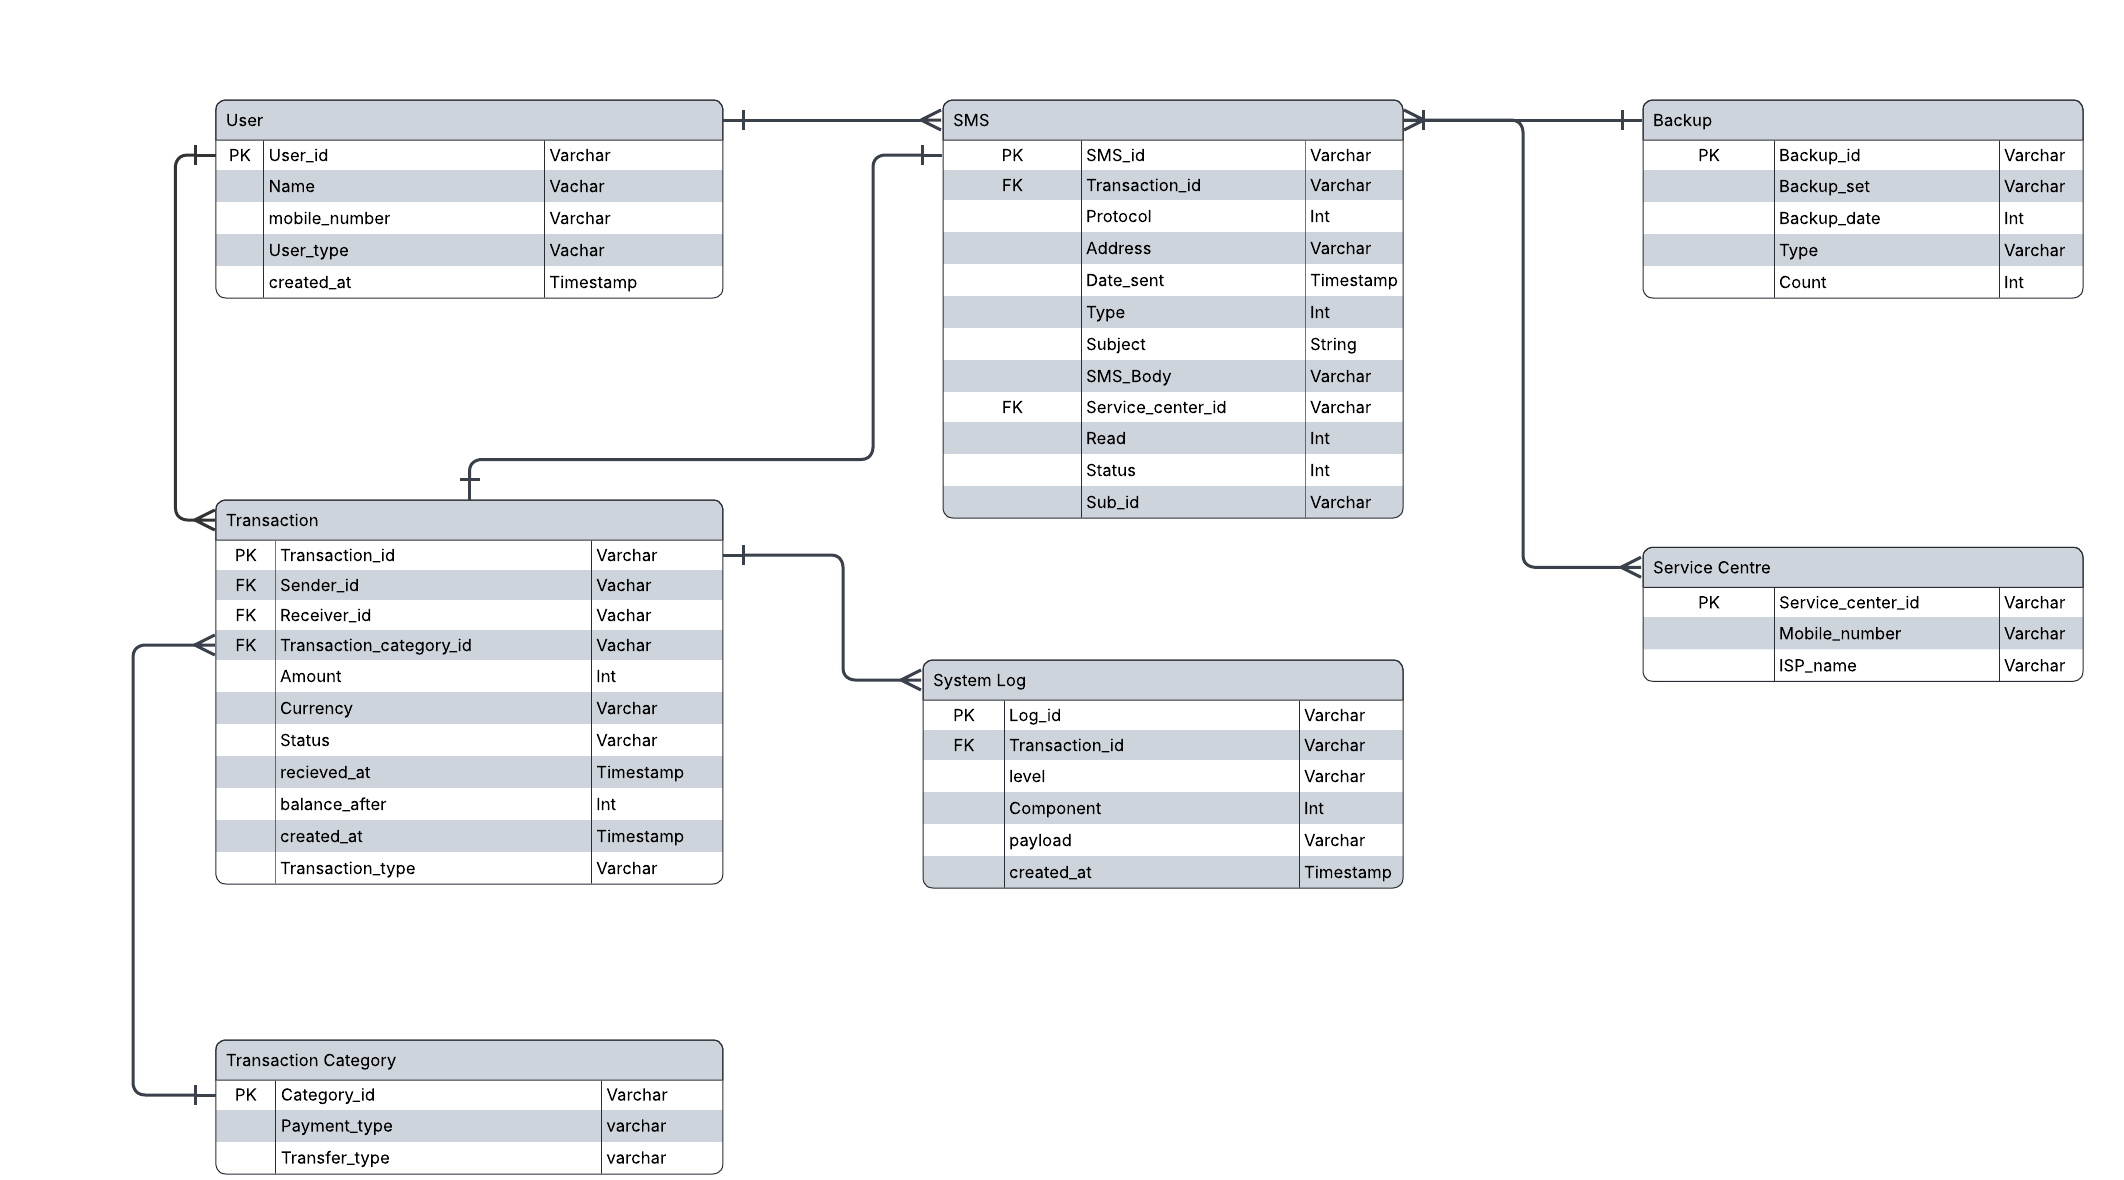 User
PK User_id Varchar
Name Vachar
mobile_number Varchar
User_type Vachar
created_at Timestamp
SMS
PK SMS_id Varchar
FK Transaction_id Varchar
Protocol Int
Address Varchar
Date_sent Timestamp
Type Int
Subject String
SMS_Body Varchar
FK Service_center_id Varchar
Read Int
Status Int
Sub_id Varchar
Backup
PK Backup_id Varchar
Backup_set Varchar
Backup_date Int
Type Varchar
Count Int
Transaction
PK Transaction_id Varchar
FK Sender_id Vachar
FK Receiver_id Vachar
FK Transaction_category_id Vachar
Amount Int
Currency Varchar
Status Varchar
recieved_at Timestamp
balance_after Int
created_at Timestamp
Transaction_type Varchar
System Log
PK Log_id Varchar
FK Transaction_id Varchar
level Varchar
Component Int
payload Varchar
created_at Timestamp
Service Centre
PK Service_center_id Varchar
Mobile_number Varchar
ISP_name Varchar
Transaction Category
PK Category_id Varchar
Payment_type varchar
Transfer_type varchar